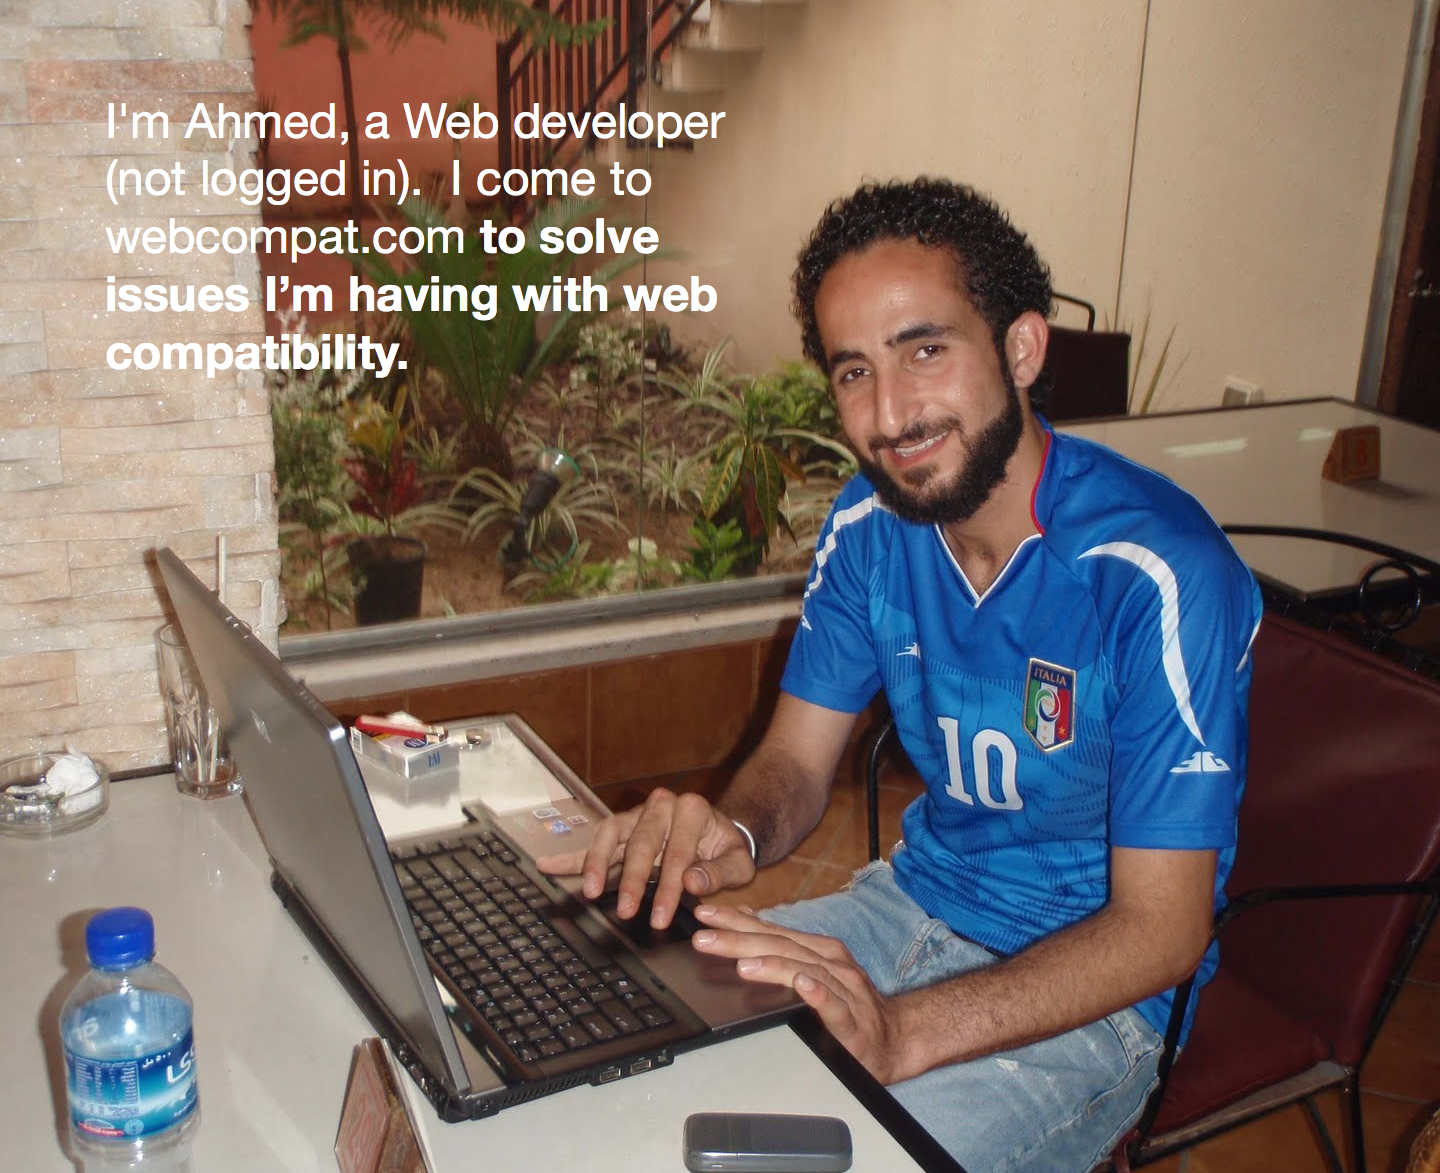 I'm Ahmed, a Web developer
(not logged in).  I come to
webcompat.com to solve
issues I’m having with web
compatibility.
ITALIA
10
8